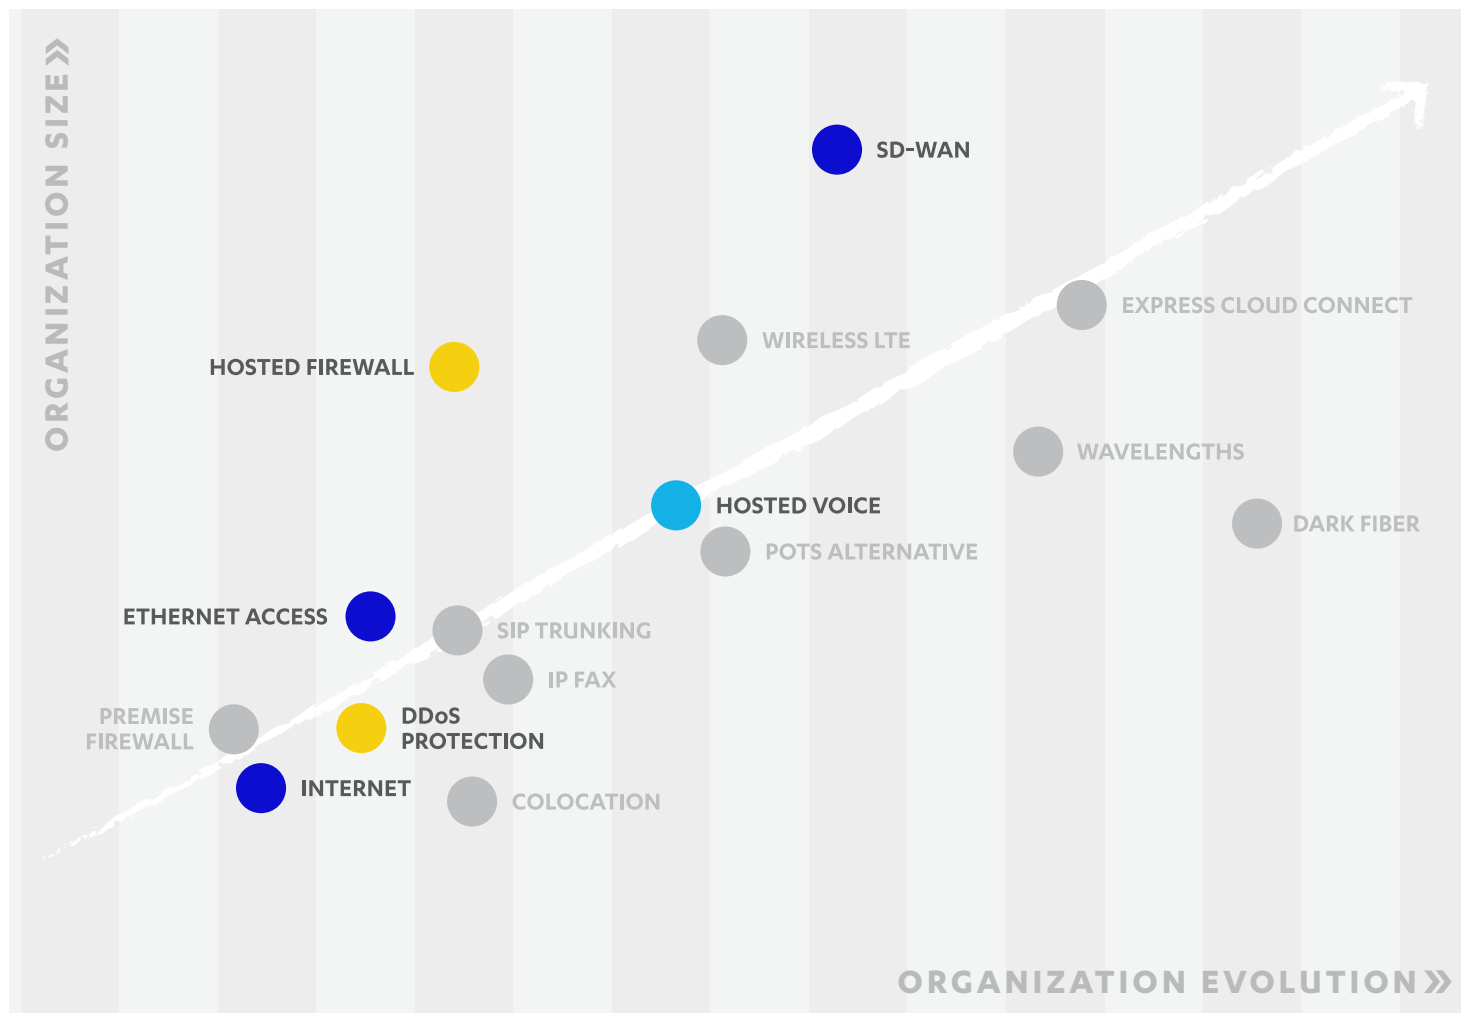 ORGANIZATION SIZE
SD-WAN
EXPRESS CLOUD CONNECT
WIRELESS LTE
HOSTED FIREWALL
WAVELENGTHS
HOSTED VOICE
DARK FIBER
POTS ALTERNATIVE
ETHERNET ACCESS
SIP TRUNKING
IP FAX
PREMISE
FIREWALL
DDoS
PROTECTION
INTERNET
COLOCATION
ORGANIZATION EVOLUTION